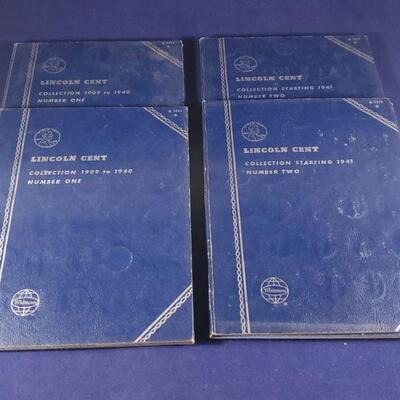 LINCOLN CENT
COLLECTION 1909 to 1940
NUMBER ONE
LINCOLN CENT
COLLECTION STARTING 1941
NUMBER TWO
LINCOLN CENT
COLLECTION 1909 to 1940
NUMBER ONE
Whitman
LINCOLN CENT
COLLECTION STARTING 1941
NUMBER TWO
Whitman